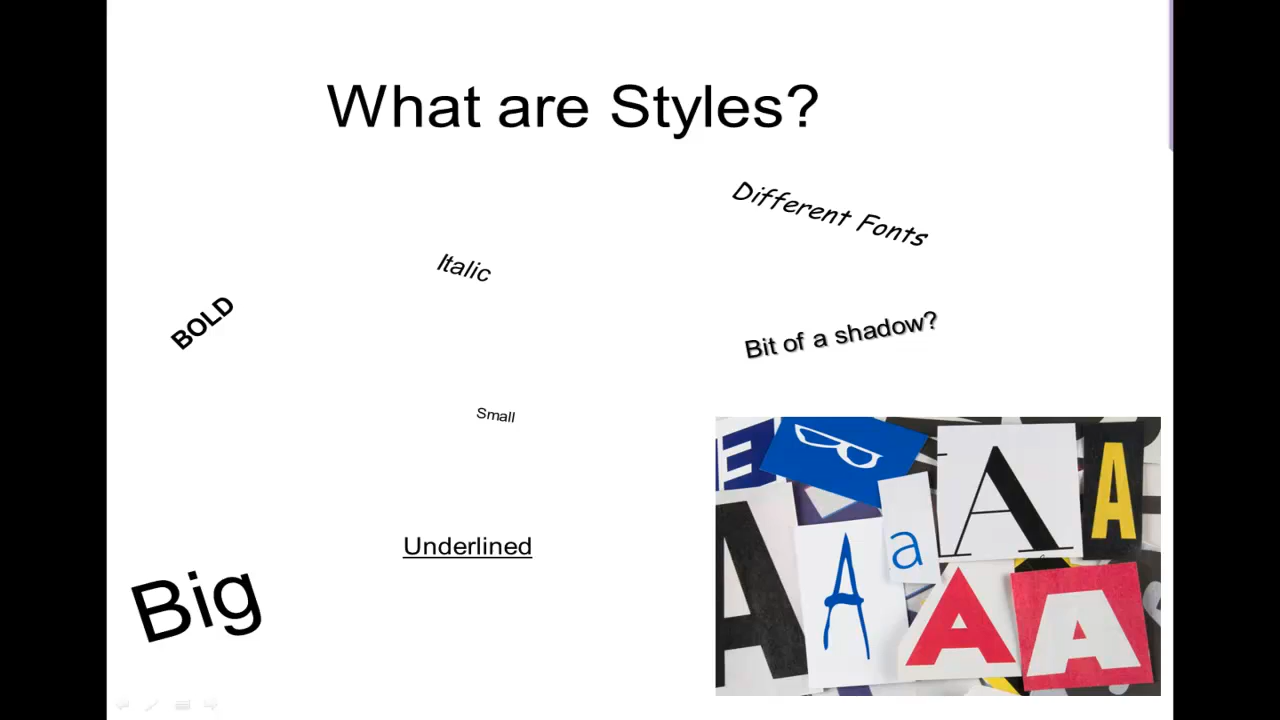 What are Styles?
Different Fonts
Italic
BOLD
Bit of a shadow?
Small
Underlined
Big
E
A
A
a
A
A
A
A